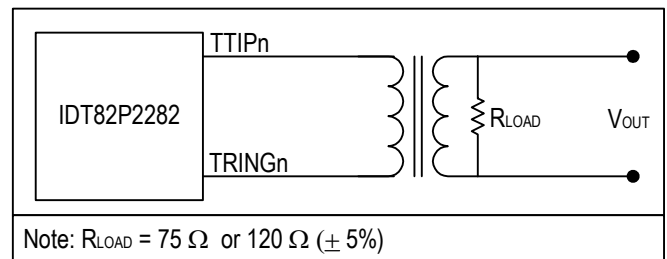 TTIPn
IDT82P2282
RLOAD
VOUT
TRINGn
Note: RLOAD = 75 Ω or 120 Ω (± 5%)